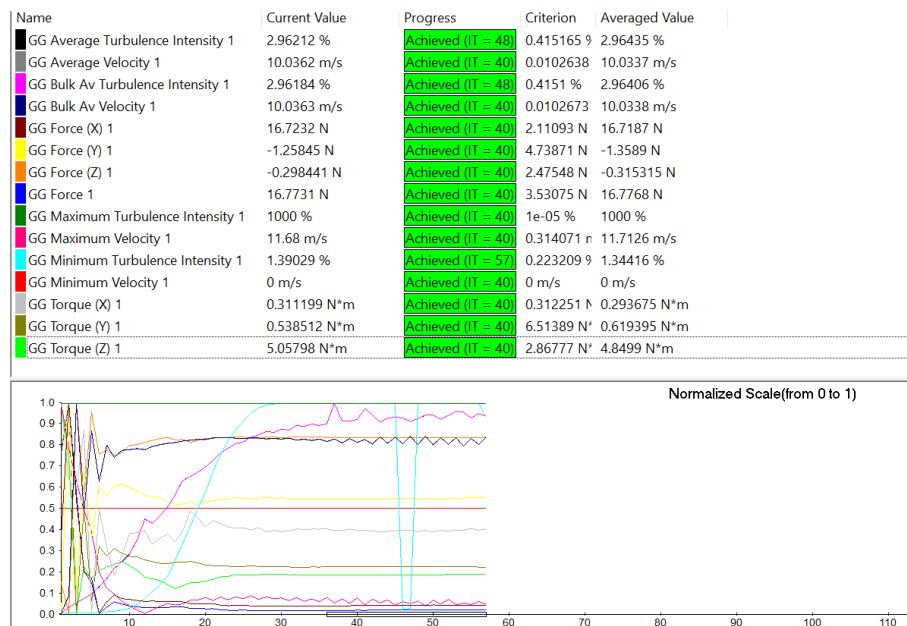 Name Current Value Progress Criterion Averaged Value
GG Average Turbulence Intensity 1 2.96212 % Achieved (IT = 48) 0.415165 % 2.96435 %
GG Average Velocity 1 10.0362 m/s Achieved (IT = 40) 0.0102638 10.0337 m/s
GG Bulk Av Turbulence Intensity 1 2.96184 % Achieved (IT = 48) 0.4151 % 2.96406 %
GG Bulk Av Velocity 1 10.0363 m/s Achieved (IT = 40) 0.0102673 10.0338 m/s
GG Force (X) 1 16.7232 N Achieved (IT = 40) 2.11093 N 16.7187 N
GG Force (Y) 1 -1.25845 N Achieved (IT = 40) 4.73871 N -1.3589 N
GG Force (Z) 1 -0.298441 N Achieved (IT = 40) 2.47548 N -0.315315 N
GG Force 1 16.7731 N Achieved (IT = 40) 3.53075 N 16.7768 N
GG Maximum Turbulence Intensity 1 1000 % Achieved (IT = 40) 1e-05 % 1000 %
GG Maximum Velocity 1 11.68 m/s Achieved (IT = 40) 0.314071 11.7126 m/s
GG Minimum Turbulence Intensity 1 1.39029 % Achieved (IT = 57) 0.223209 % 1.34416 %
GG Minimum Velocity 1 0 m/s Achieved (IT = 40) 0 m/s 0 m/s
GG Torque (X) 1 0.311199 N*m Achieved (IT = 40) 0.312251 N 0.293675 N*m
GG Torque (Y) 1 0.538512 N*m Achieved (IT = 40) 6.51389 N* 0.619395 N*m
GG Torque (Z) 1 5.05798 N*m Achieved (IT = 40) 2.86777 N* 4.8499 N*m
Normalized Scale(from 0 to 1)
1.0
0.9
0.8
0.7
0.6
0.5
0.4
0.3
0.2
0.1
0.0
10 20 30 40 50 60 70 80 90 100 110